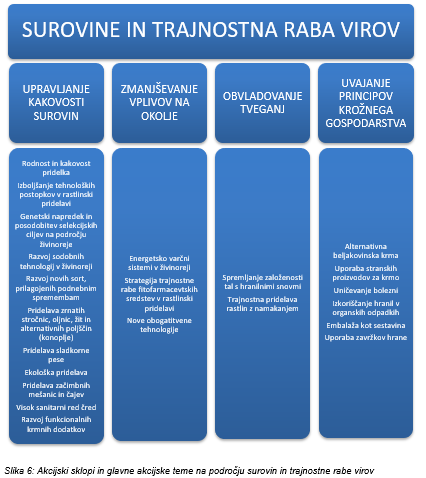 SUROVINE IN TRAJNOSTNA RABA VIROV
UPRAVLJANJE
KAKOVOSTI
SUROVIN
Rodnost in kakovost
pridelka
Izboljšanje tehnoloških
postopkov v rastlinski
pridelavi
Genetski napredek in
posodobitev selekcijskih
ciljev na področju
živinoreje
Razvoj sodobnih
tehnologij v živinoreji
Razvoj novih sort,
prilagojenih podnebnim
spremembam
Pridelava zrnatih
stročnic, oljnic, žit in
alternativnih poljščin
(konoplje)
Pridelava sladkorne
pese
Ekološka pridelava
Pridelava začimbnih
mešanic in čajev
Visok sanitarni red čred
Razvoj funkcionalnih
krmnih dodatkov
ZMANJŠEVANJE
VPLIVOV NA
OKOLJE
Energetsko varčni
sistemi v živinoreji
Strategija trajnostne
rabe fitofarmacevtskih
sredstev v rastlinski
pridelavi
Nove obogatitvene
tehnologije
OBVLADOVANJE
TVEGANJ
Spremljanje založenosti
tal s hranilnimi snovmi
Trajnostna pridelava
rastlin z namakanjem
UVAJANJE
PRINCIPOV
KROŽNEGA
GOSPODARSTVA
Alternativna
beljakovinska krma
Uporaba stranskih
proizvodov za krmo
Uničevanje bolezni
Izkoriščanje hranil v
organskih odpadkih
Embalaža kot sestavina
Uporaba zavržkov hrane
Slika 6: Akcijski sklopi in glavne akcijske teme na področju surovin in trajnostne rabe virov